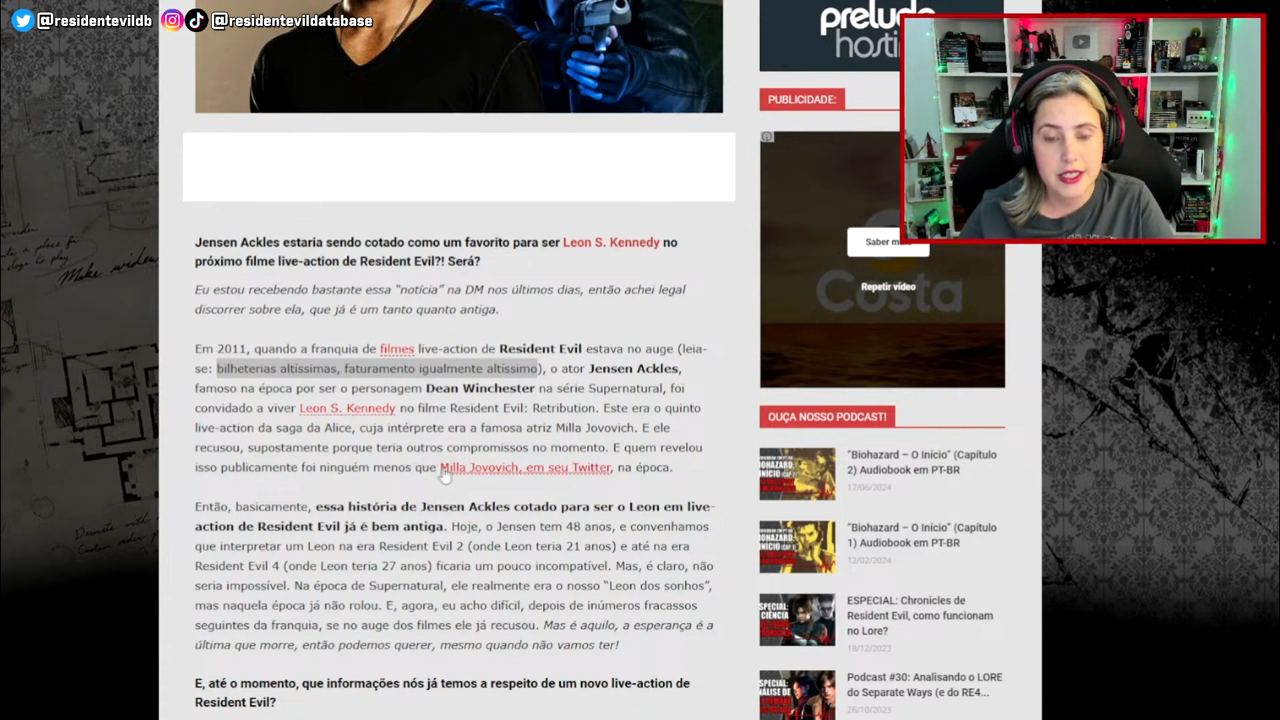 @residentevildb @residentevildatabase
prelude
PUBLICIDADE:
Repetir vídeo
Costa
Jensen Ackles estaria sendo cotado como um favorito para ser Leon S. Kennedy no
próximo filme live-action de Resident Evil?! Será?
Eu estou recebendo bastante essa "notícia" na DM nos últimos dias, então achei legal
discorrer sobre ela, que já é um tanto quanto antiga.
Em 2011, quando a franquia de filmes live-action de Resident Evil estava no auge (leia-
se: bilheterias altíssimas, faturamento igualmente altíssimo), o ator Jensen Ackles,
famoso na época por ser o personagem Dean Winchester na série Supernatural, foi
convidado a viver Leon S. Kennedy no filme Resident Evil: Retribution. Este era o quinto
live-action da saga da Alice, cuja intérprete era a famosa atriz Milla Jovovich. E ele
recusou, supostamente porque teria outros compromissos no momento. E quem revelou
isso publicamente foi ninguém menos que Milla Jovovich, em seu Twitter, na época.
Então, basicamente, essa história de Jensen Ackles cotado para ser o Leon em live-
action de Resident Evil já é bem antiga. Hoje, o Jensen tem 48 anos, e convenhamos
que interpretar um Leon na era Resident Evil 2 (onde Leon teria 21 anos) e até na era
Resident Evil 4 (onde Leon teria 27 anos) ficaria um pouco incompatível. Mas, é claro, não
seria impossível. Na época de Supernatural, ele realmente era o nosso "Leon dos sonhos",
mas naquela época já não rolou. E, agora, eu acho difícil, depois de inúmeros fracassos
seguintes da franquia, se no auge dos filmes ele já recusou. Mas é aquilo, a esperança é a
última que morre, então podemos querer, mesmo quando não vamos ter!
E, até o momento, que informações nós já temos a respeito de um novo live-action de
Resident Evil?
OUÇA NOSSO PODCAST!
"Biohazard – O Início" (Capítulo
2) Audiobook em PT-BR
17/06/2024
"Biohazard – O Início" (Capítulo
1) Audiobook em PT-BR
12/02/2024
ESPECIAL: Chronicles de
Resident Evil, como funcionam
no Lore?
18/12/2023
Podcast #30: Analisando o LORE
do Separate Ways (e do RE4...
26/10/2023